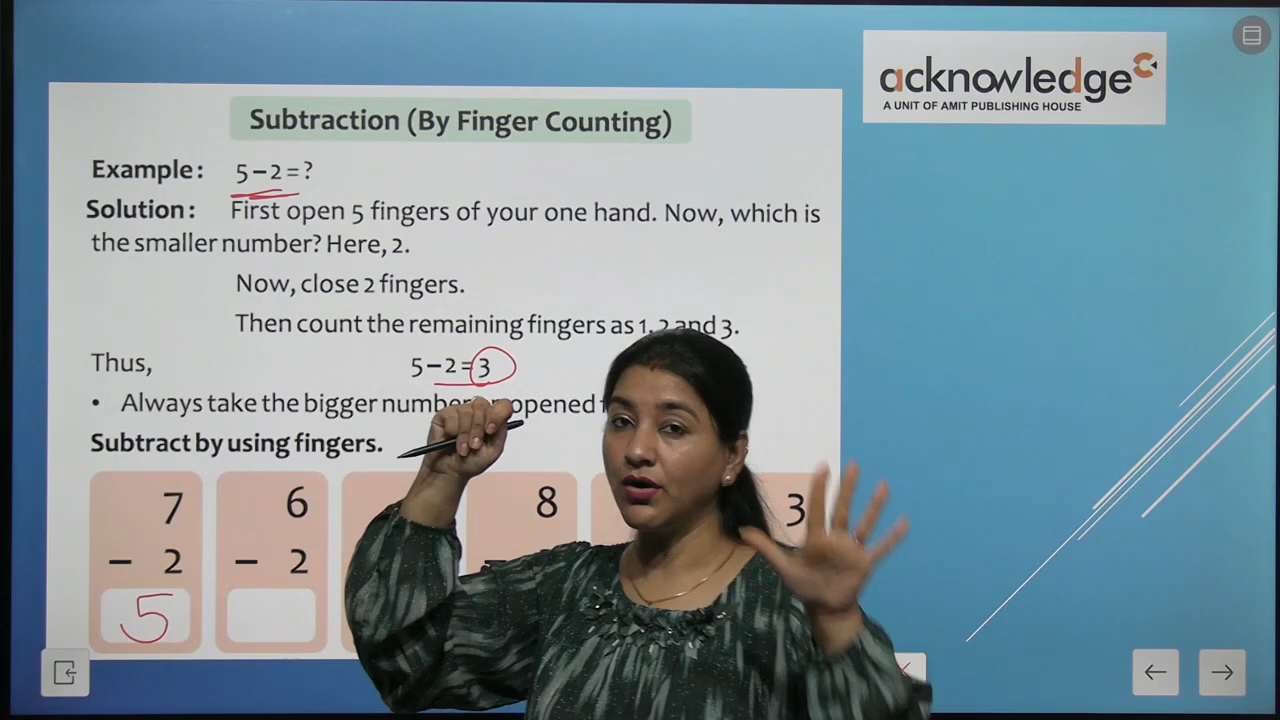 acknowledge
A UNIT OF AMIT PUBLISHING HOUSE
Subtraction (By Finger Counting)
Example: 5-2=?
Solution: First open 5 fingers of your one hand. Now, which is
the smaller number? Here, 2.
Now, close 2 fingers.
Then count the remaining fingers as 1, 2 and 3.
Thus, 5-2=3
• Always take the bigger number opened
Subtract by using fingers.
7 6 8 3
- 2 - 2 -
5